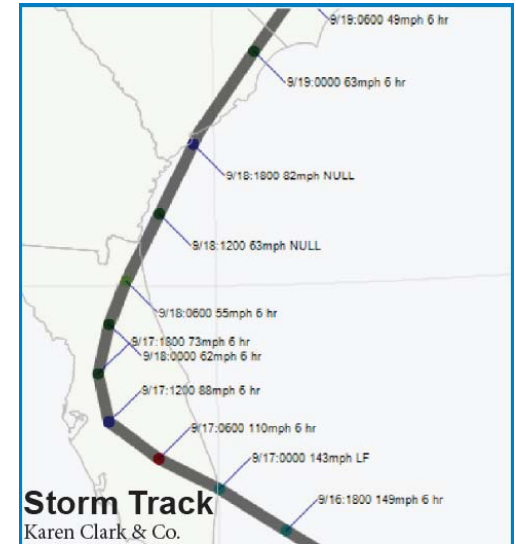 9/19:0600 49mph 6 hr
9/19:0000 63mph 6 hr
9/18:1800 82mph NULL
9/18:1200 63mph NULL
9/18:0600 55mph 6 hr
9/17:1800 73mph 6 hr
9/18:0000 62mph 6 hr
9/17:1200 88mph 6 hr
9/17:0600 110mph 6 hr
9/17:0000 143mph LF
9/16:1800 149mph 6 hr
Storm Track
Karen Clark & Co.